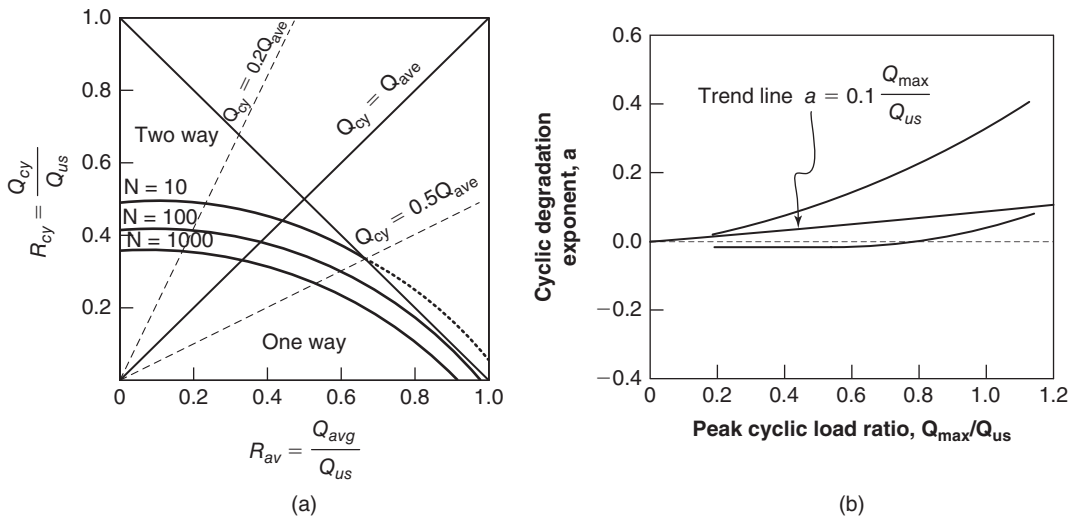 1.0
0.8
0.6
0.4
0.2
R_cy = Q_cy / Q_us
Two way
N = 10
N = 100
N = 1000
One way
Q_cy = 0.2Q_ave
Q_cy = Q_ave
Q_cy = 0.5Q_ave
0 0.2 0.4 0.6 0.8 1.0
R_av = Q_avg / Q_us
(a)
Cyclic degradation
exponent, a
0.4
0.2
0.0
−0.2
−0.4
Trend line a = 0.1 Q_max / Q_us
0 0.2 0.4 0.6 0.8 1.0 1.2
Peak cyclic load ratio, Q_max/Q_us
(b)